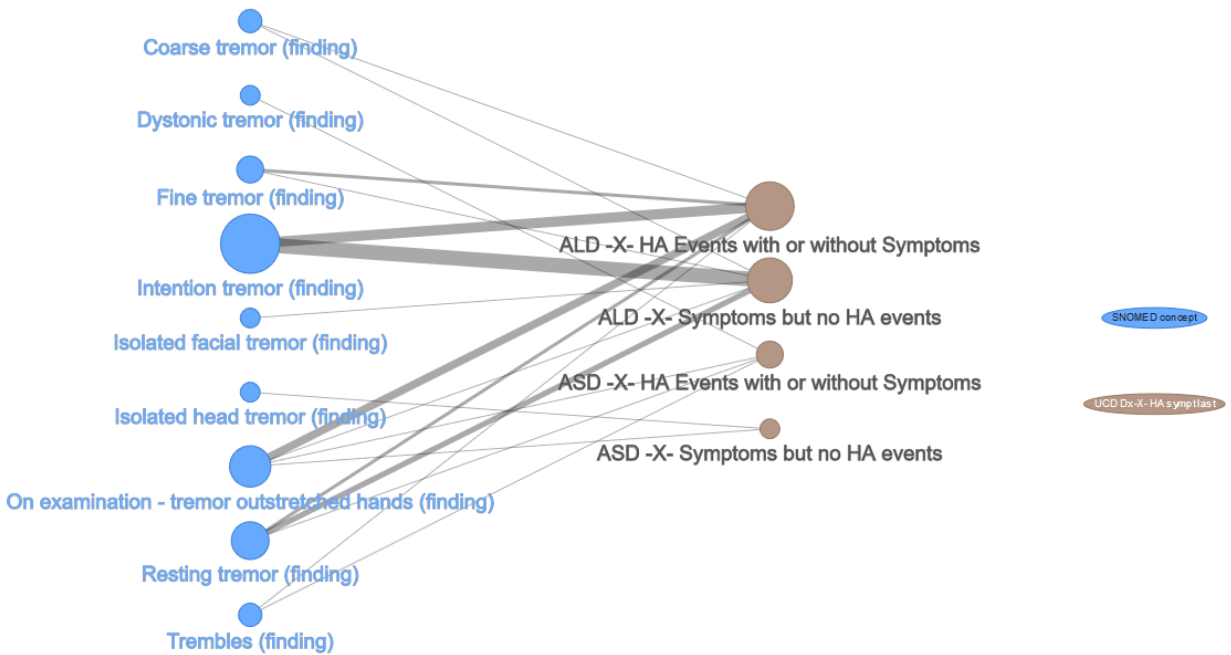 Coarse tremor (finding)
Dystonic tremor (finding)
Fine tremor (finding)
Intention tremor (finding)
Isolated facial tremor (finding)
Isolated head tremor (finding)
On examination - tremor outstretched hands (finding)
Resting tremor (finding)
Trembles (finding)
ALD -X- HA Events with or without Symptoms
ALD -X- Symptoms but no HA events
ASD -X- HA Events with or without Symptoms
ASD -X- Symptoms but no HA events
SNOMED concept
UCD Dx-X- HA symptlast